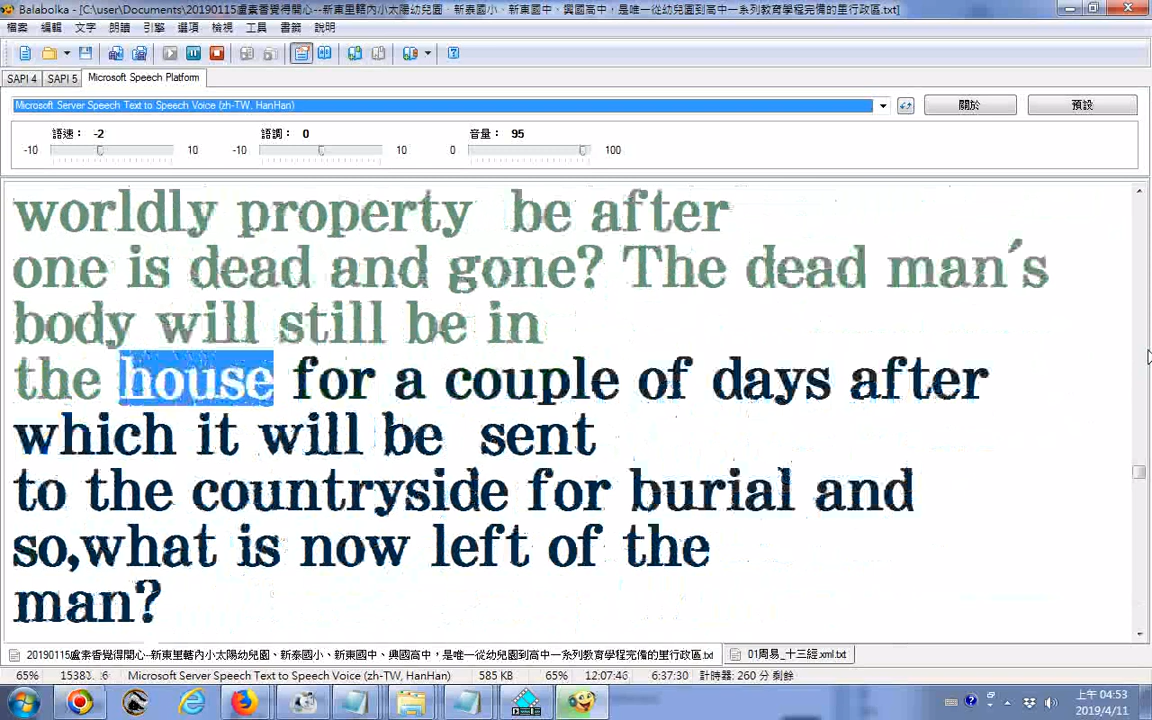 Balabolka - [C:\user\Documents\20190115盧素香覺得開心--新東里轄內小太陽幼兒園、新泰國小、新東國中、興國高中，是唯一從幼兒園到高中一系列教育學程完備的里行政區.txt]
檔案 編輯 文字 朗讀 引擎 選項 檢視 工具 書籤 說明
SAPI 4 SAPI 5 Microsoft Speech Platform
Microsoft Server Speech Text to Speech Voice (zh-TW, HanHan)
關於 預設
語速： -2 語調： 0 音量： 95
-10 10 -10 10 0 100
worldly property be after
one is dead and gone? The dead man´s
body will still be in
the house for a couple of days after
which it will be sent
to the countryside for burial and
so,what is now left of the
man?
20190115盧素香覺得開心--新東里轄內小太陽幼兒園、新泰國小、新東國中、興國高中，是唯一從幼兒園到高中一系列教育學程完備的里行政區.txt 01周易_十三經.xml.txt
65% Microsoft Server Speech Text to Speech Voice (zh-TW, HanHan) 585 KB 65% 12:07:46 6:37:30 計時器: 260 分 剩餘
上午 04:53
2019/4/11